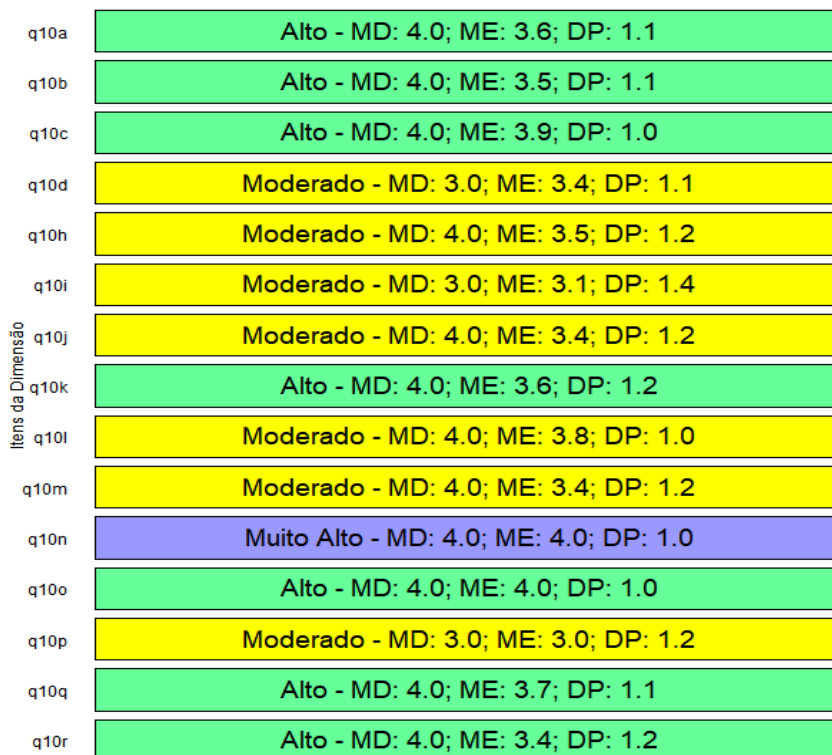 q10a Alto - MD: 4.0; ME: 3.6; DP: 1.1
q10b Alto - MD: 4.0; ME: 3.5; DP: 1.1
q10c Alto - MD: 4.0; ME: 3.9; DP: 1.0
q10d Moderado - MD: 3.0; ME: 3.4; DP: 1.1
q10h Moderado - MD: 4.0; ME: 3.5; DP: 1.2
q10i Moderado - MD: 3.0; ME: 3.1; DP: 1.4
q10j Moderado - MD: 4.0; ME: 3.4; DP: 1.2
Itens da Dimensão
q10k Alto - MD: 4.0; ME: 3.6; DP: 1.2
q10l Moderado - MD: 4.0; ME: 3.8; DP: 1.0
q10m Moderado - MD: 4.0; ME: 3.4; DP: 1.2
q10n Muito Alto - MD: 4.0; ME: 4.0; DP: 1.0
q10o Alto - MD: 4.0; ME: 4.0; DP: 1.0
q10p Moderado - MD: 3.0; ME: 3.0; DP: 1.2
q10q Alto - MD: 4.0; ME: 3.7; DP: 1.1
q10r Alto - MD: 4.0; ME: 3.4; DP: 1.2